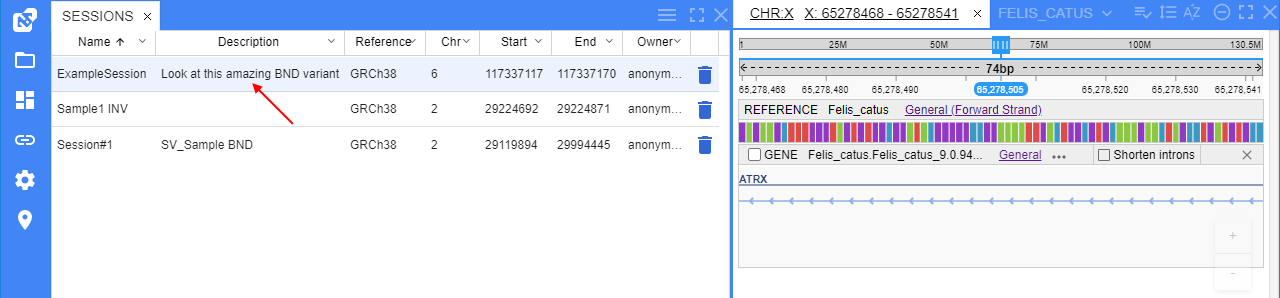 SESSIONS
Name Description Reference Chr Start End Owner
ExampleSession Look at this amazing BND variant GRCh38 6 117337117 117337170 anonym...
Sample1 INV GRCh38 2 29224692 29224871 anonym...
Session#1 SV_Sample BND GRCh38 2 29119894 29994445 anonym...
CHR:X X: 65278468 - 65278541 FELIS_CATUS
1 25M 50M 75M 100M 130.5M
74bp
65,278,468 65,278,480 65,278,490 65,278,505 65,278,520 65,278,530 65,278,541
REFERENCE Felis_catus General (Forward Strand)
GENE Felis_catus.Felis_catus_9.0.94... General ••• Shorten introns
ATRX
+
-